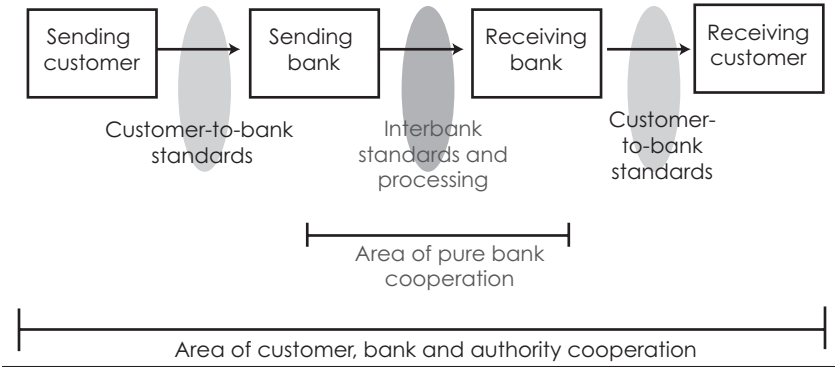 Sending
customer
Sending
bank
Receiving
bank
Receiving
customer
Customer-to-bank
standards
Interbank
standards and
processing
Customer-
to-bank
standards
Area of pure bank
cooperation
Area of customer, bank and authority cooperation